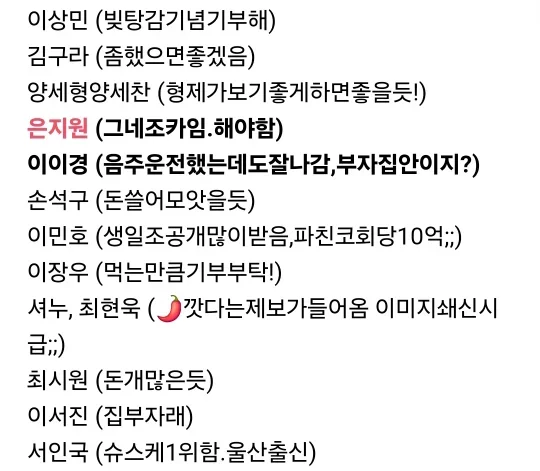 이상민 (빚탕감기념기부해)
김구라 (좀했으면좋겠음)
양세형양세찬 (형제가보기좋게하면좋을듯!)
은지원 (그네조카임.해야함)
이이경 (음주운전했는데도잘나감,부자집안이지?)
손석구 (돈쓸어모앗을듯)
이민호 (생일조공개많이받음,파친코회당10억;;)
이장우 (먹는만큼기부부탁!)
셔누, 최현욱 (🌶️깟다는제보가들어옴 이미지쇄신시
급;;)
최시원 (돈개많은듯)
이서진 (집부자래)
서인국 (슈스케1위함.울산출신)